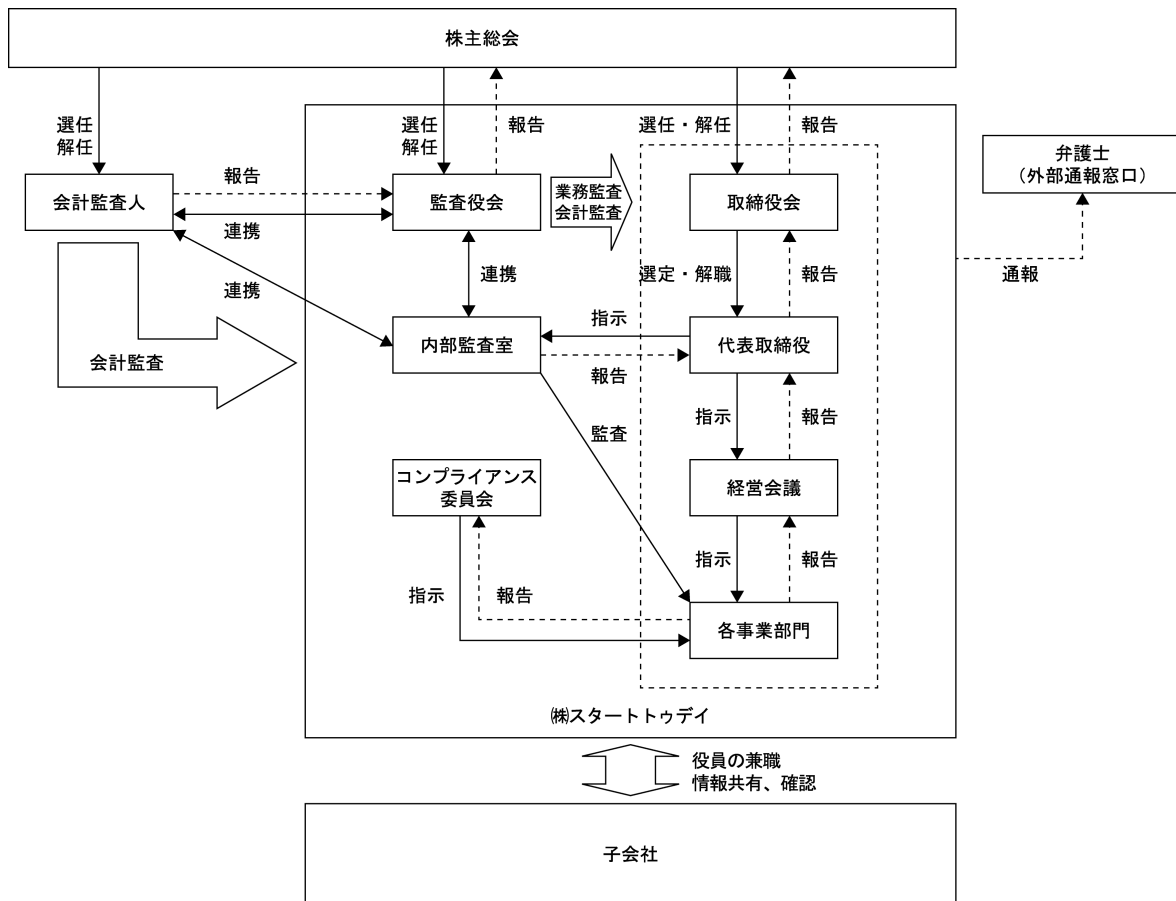 株主総会
選任
解任
選任
解任
報告
選任・解任
報告
弁護士
(外部通報窓口)
会計監査人
報告
監査役会
業務監査
会計監査
取締役会
連携
連携
連携
選定・解職
報告
通報
指示
内部監査室
代表取締役
報告
会計監査
指示
報告
監査
コンプライアンス
委員会
経営会議
指示
報告
指示
報告
各事業部門
㈱スタートトゥデイ
役員の兼職
情報共有、確認
子会社